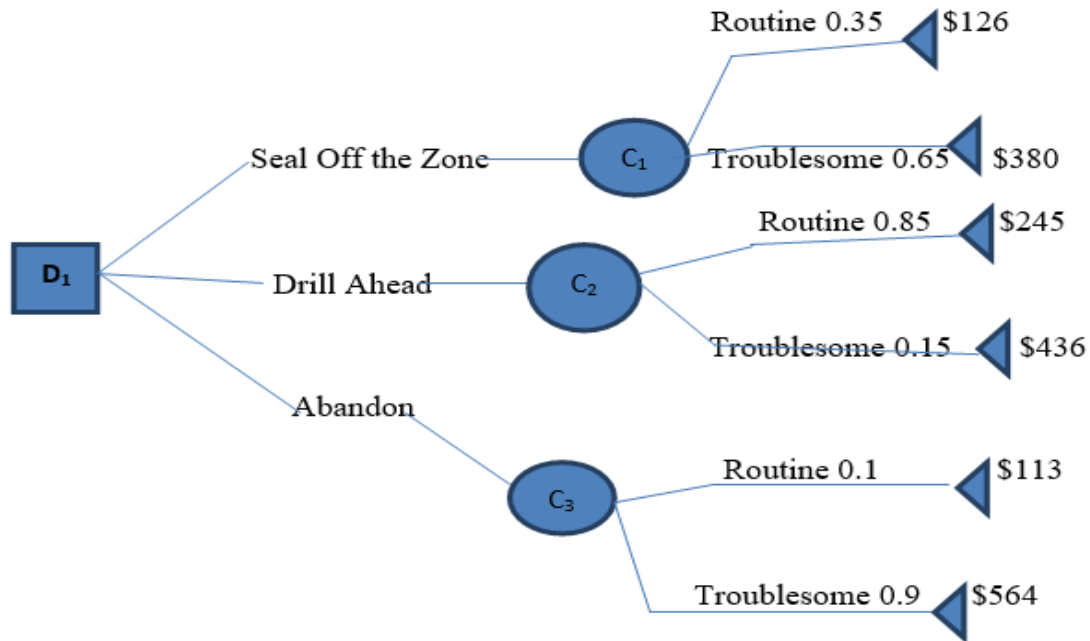 Routine 0.35 $126
Seal Off the Zone C₁ Troublesome 0.65 $380
Routine 0.85 $245
D₁ Drill Ahead C₂
Troublesome 0.15 $436
Abandon
Routine 0.1 $113
C₃
Troublesome 0.9 $564